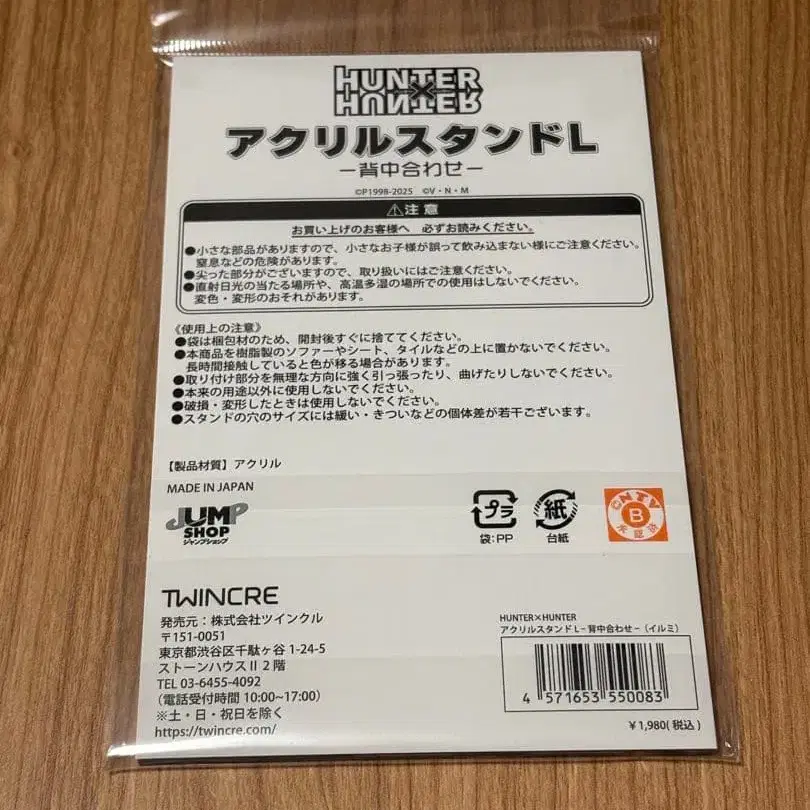 HUNTER×HUNTER
アクリルスタンドL
－背中合わせ－
©P1998-2025 ©V・N・M
⚠注 意
お買い上げのお客様へ 必ずお読みください。
●小さな部品がありますので、小さなお子様が誤って飲み込まない様にご注意ください。
窒息などの危険があります。
●尖った部分がございますので、取り扱いにはご注意ください。
●直射日光の当たる場所や、高温多湿の場所での使用はしないでください。
変色・変形のおそれがあります。
《使用上の注意》
●袋は梱包材のため、開封後すぐに捨ててください。
●本商品を樹脂製のソファーやシート、タイルなどの上に置かないでください。
長時間接触していると色が移る場合があります。
●取り付け部分を無理な方向に強く引っ張ったり、曲げたりしないでください。
●本来の用途以外に使用しないでください。
●破損・変形したときは使用しないでください。
●スタンドの穴のサイズには緩い・きついなどの個体差が若干ございます。
【製品材質】アクリル
MADE IN JAPAN
JUMP
SHOP
ジャンプショップ
プラ
袋:PP
紙
台紙
CNTV
B
TWINCRE
発売元：株式会社ツインクル
〒151-0051
東京都渋谷区千駄ヶ谷 1-24-5
ストーンハウスⅡ 2 階
TEL 03-6455-4092
（電話受付時間 10:00~17:00）
※土・日・祝日を除く
https://twincre.com/
HUNTER×HUNTER
アクリルスタンド L－背中合わせ－（イルミ）
4 571653 550083
¥1,980(税込)